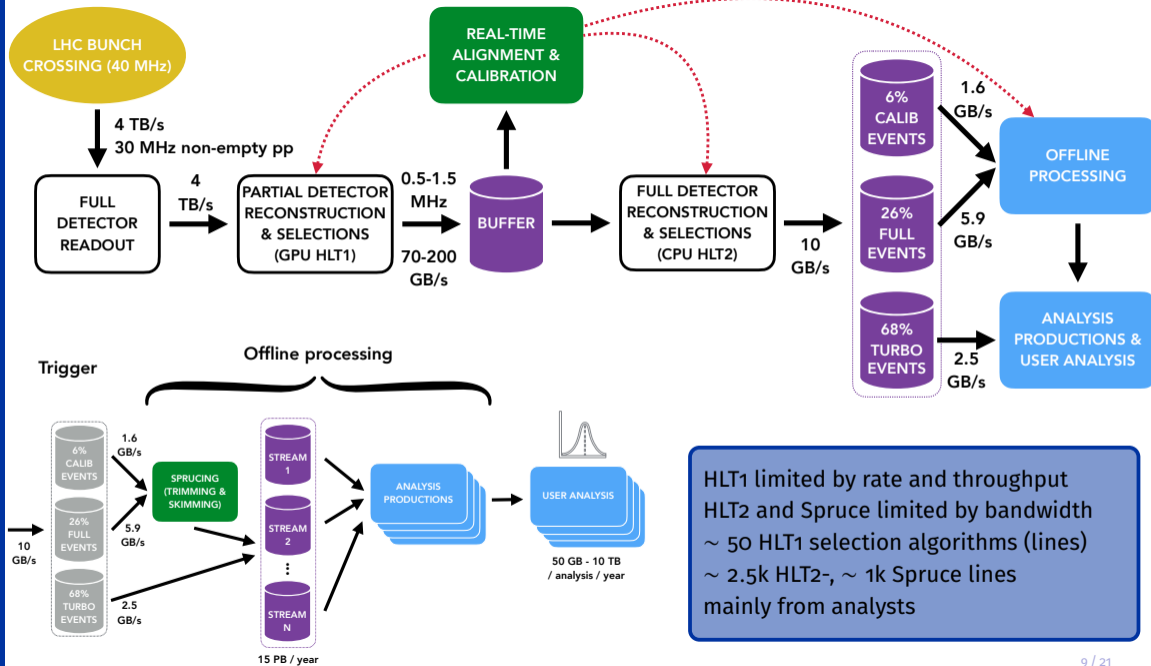 LHC BUNCH
CROSSING (40 MHz)
4 TB/s
30 MHz non-empty pp
FULL
DETECTOR
READOUT
4
TB/s
PARTIAL DETECTOR
RECONSTRUCTION
& SELECTIONS
(GPU HLT1)
0.5-1.5
MHz
70-200
GB/s
REAL-TIME
ALIGNMENT &
CALIBRATION
BUFFER
FULL DETECTOR
RECONSTRUCTION
& SELECTIONS
(CPU HLT2)
10
GB/s
6%
CALIB
EVENTS
26%
FULL
EVENTS
68%
TURBO
EVENTS
1.6
GB/s
5.9
GB/s
2.5
GB/s
OFFLINE
PROCESSING
ANALYSIS
PRODUCTIONS &
USER ANALYSIS
Trigger
Offline processing
10
GB/s
6%
CALIB
EVENTS
26%
FULL
EVENTS
68%
TURBO
EVENTS
1.6
GB/s
5.9
GB/s
2.5
GB/s
SPRUCING
(TRIMMING &
SKIMMING)
STREAM
1
STREAM
2
⋮
STREAM
N
15 PB / year
ANALYSIS
PRODUCTIONS
USER ANALYSIS
50 GB - 10 TB
/ analysis / year
HLT1 limited by rate and throughput
HLT2 and Spruce limited by bandwidth
~ 50 HLT1 selection algorithms (lines)
~ 2.5k HLT2-, ~ 1k Spruce lines
mainly from analysts
9 / 21